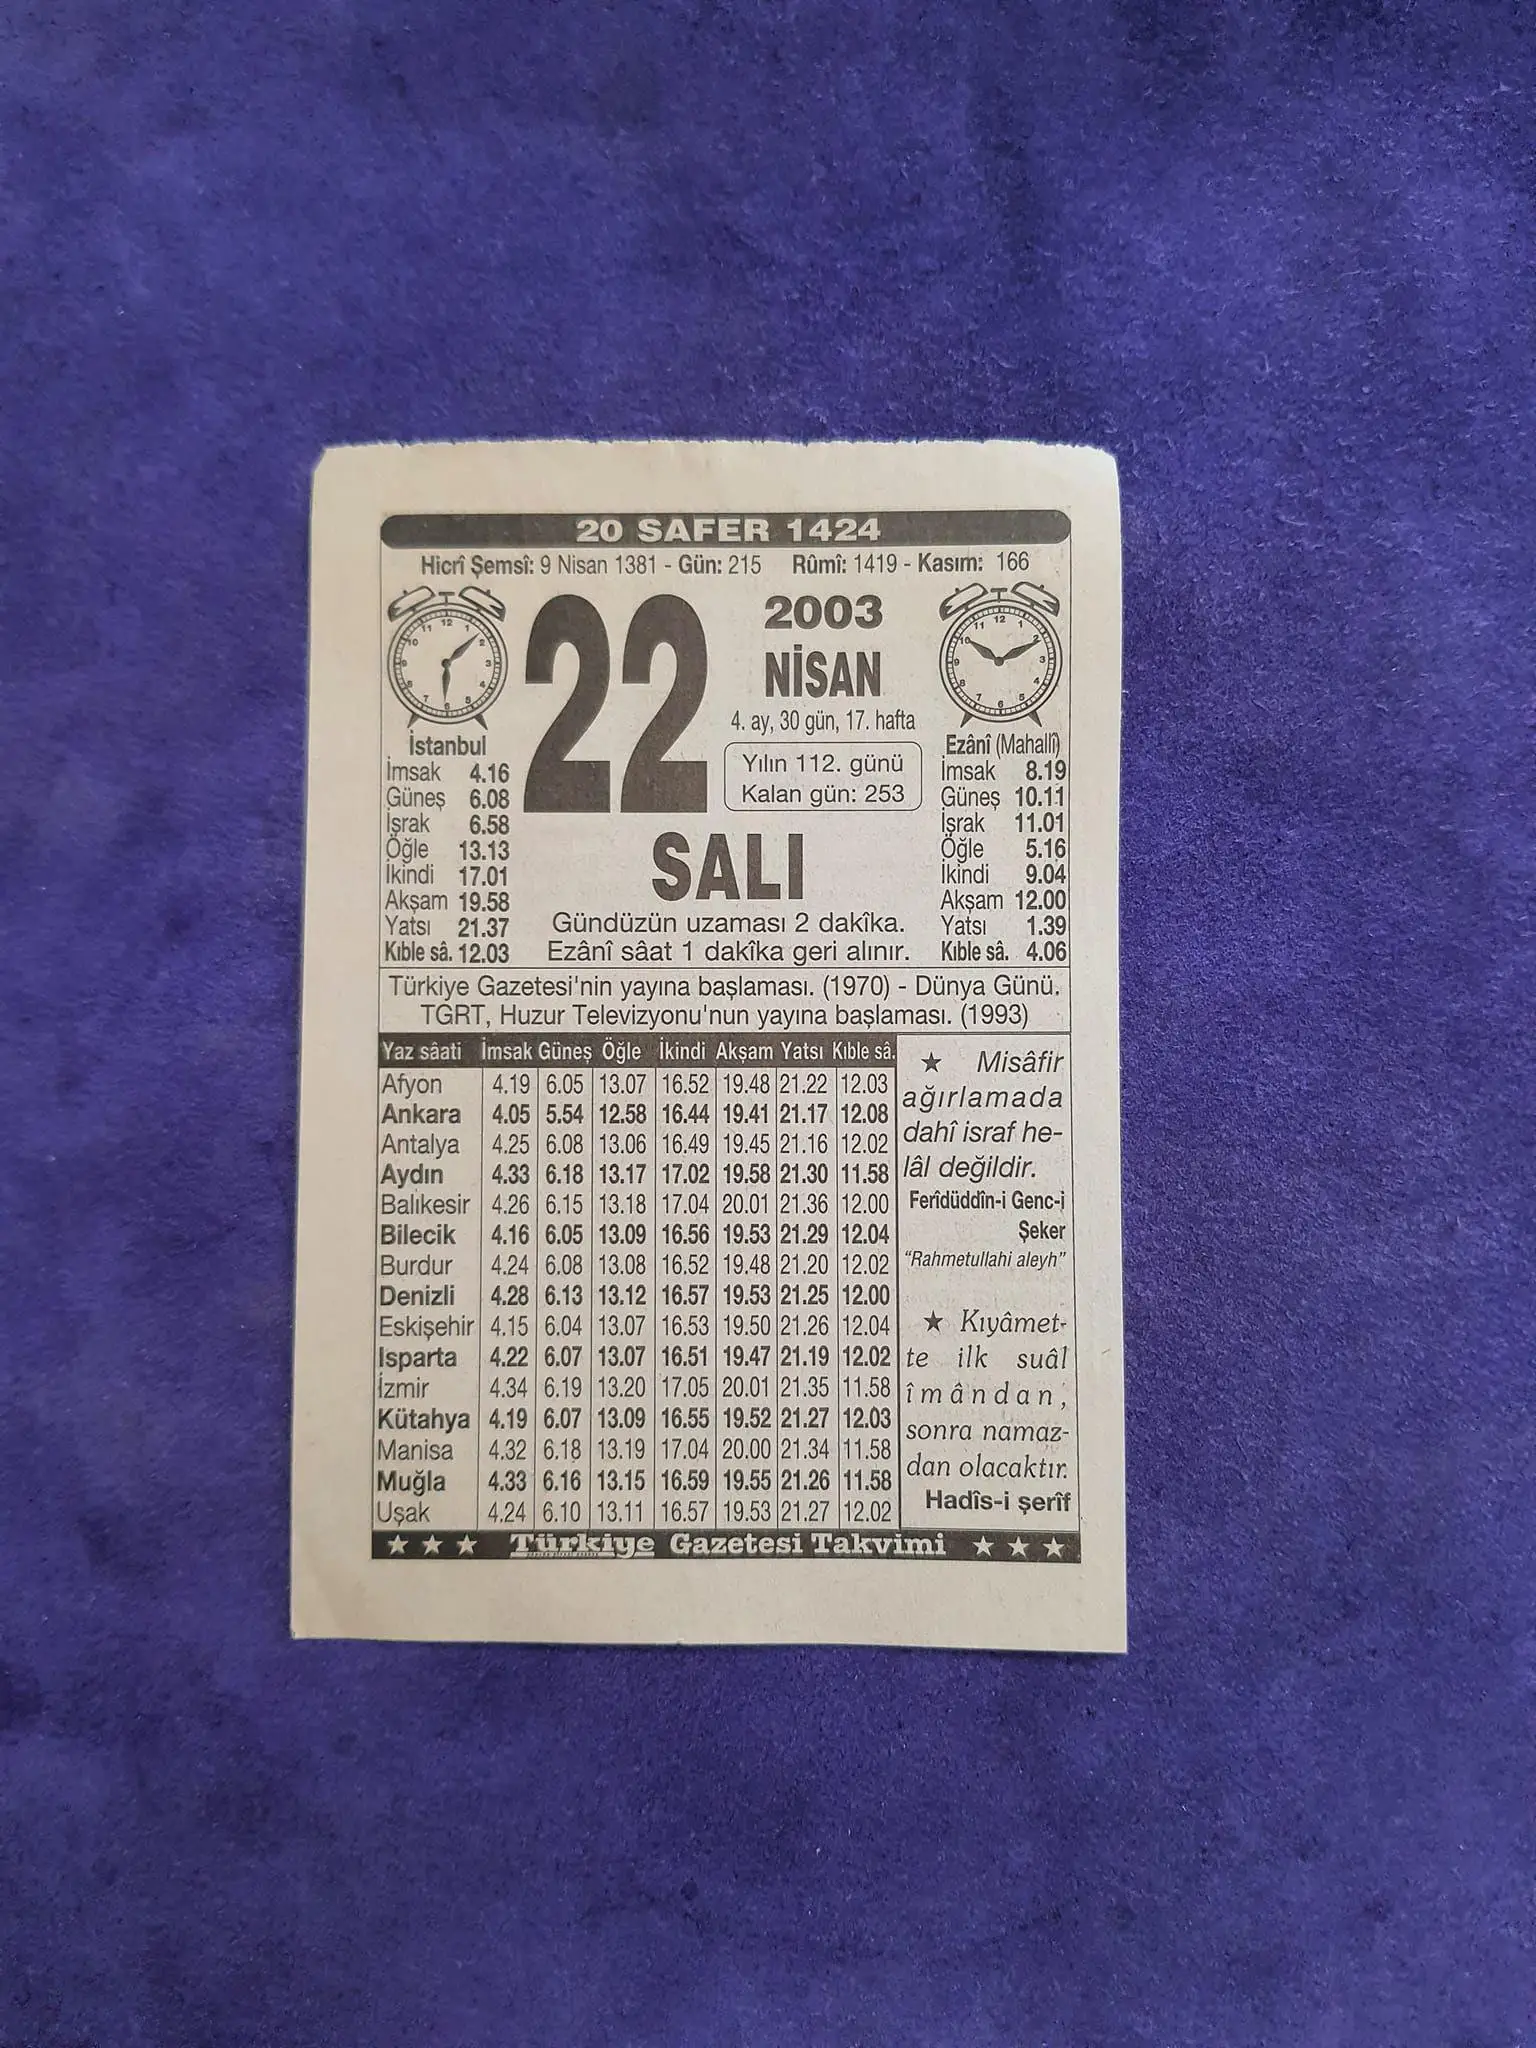 20 SAFER 1424
Hicrî Şemsî: 9 Nisan 1381 - Gün: 215 Rûmî: 1419 - Kasım: 166
22
2003
NİSAN
4. ay, 30 gün, 17. hafta
Yılın 112. günü
Kalan gün: 253
SALI
Gündüzün uzaması 2 dakîka.
Ezânî sâat 1 dakîka geri alınır.
İstanbul
İmsak 4.16
Güneş 6.08
İşrak 6.58
Öğle 13.13
İkindi 17.01
Akşam 19.58
Yatsı 21.37
Kıble sâ. 12.03
Ezânî (Mahallî)
İmsak 8.19
Güneş 10.11
İşrak 11.01
Öğle 5.16
İkindi 9.04
Akşam 12.00
Yatsı 1.39
Kıble sâ. 4.06
Türkiye Gazetesi'nin yayına başlaması. (1970) - Dünya Günü.
TGRT, Huzur Televizyonu'nun yayına başlaması. (1993)
Yaz sâati İmsak Güneş Öğle İkindi Akşam Yatsı Kıble sâ.
Afyon 4.19 6.05 13.07 16.52 19.48 21.22 12.03
Ankara 4.05 5.54 12.58 16.44 19.41 21.17 12.08
Antalya 4.25 6.08 13.06 16.49 19.45 21.16 12.02
Aydın 4.33 6.18 13.17 17.02 19.58 21.30 11.58
Balıkesir 4.26 6.15 13.18 17.04 20.01 21.36 12.00
Bilecik 4.16 6.05 13.09 16.56 19.53 21.29 12.04
Burdur 4.24 6.08 13.08 16.52 19.48 21.20 12.02
Denizli 4.28 6.13 13.12 16.57 19.53 21.25 12.00
Eskişehir 4.15 6.04 13.07 16.53 19.50 21.26 12.04
Isparta 4.22 6.07 13.07 16.51 19.47 21.19 12.02
İzmir 4.34 6.19 13.20 17.05 20.01 21.35 11.58
Kütahya 4.19 6.07 13.09 16.55 19.52 21.27 12.03
Manisa 4.32 6.18 13.19 17.04 20.00 21.34 11.58
Muğla 4.33 6.16 13.15 16.59 19.55 21.26 11.58
Uşak 4.24 6.10 13.11 16.57 19.53 21.27 12.02
★ Misâfir
ağırlamada
dahî israf he-
lâl değildir.
Ferîdüddîn-i Genc-i
Şeker
"Rahmetullahi aleyh"
★ Kıyâmet-
te ilk suâl
îmândan,
sonra namaz-
dan olacaktır.
Hadîs-i şerîf
★ ★ ★ Türkiye Gazetesi Takvimi ★ ★ ★